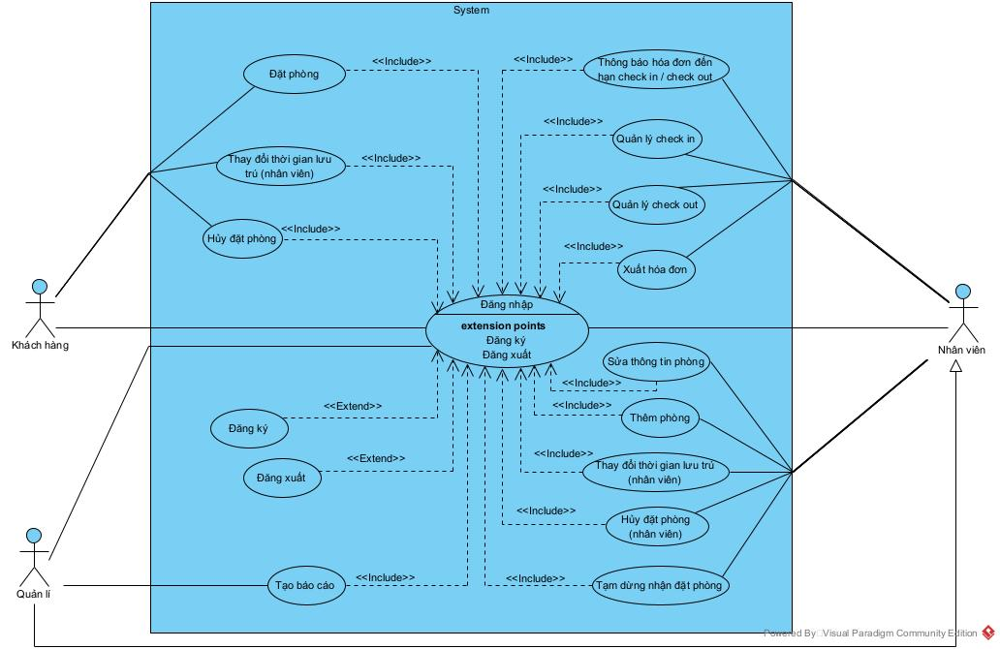 System
Đặt phòng
<<Include>>
<<Include>>
Thông báo hóa đơn đến
hạn check in / check out
<<Include>>
Quản lý check in
Thay đổi thời gian lưu
trú (nhân viên)
<<Include>>
<<Include>>
Quản lý check out
Hủy đặt phòng
<<Include>>
<<Include>>
Xuất hóa đơn
Khách hàng
Nhân viên
Đăng nhập
extension points
Đăng ký
Đăng xuất
Sửa thông tin phòng
<<Include>>
<<Include>>
Thêm phòng
<<Extend>>
Đăng ký
<<Extend>>
Đăng xuất
<<Include>>
Thay đổi thời gian lưu trú
(nhân viên)
<<Include>>
Hủy đặt phòng
(nhân viên)
Quản lí
Tạo báo cáo
<<Include>>
<<Include>>
Tạm dừng nhận đặt phòng
Powered By Visual Paradigm Community Edition